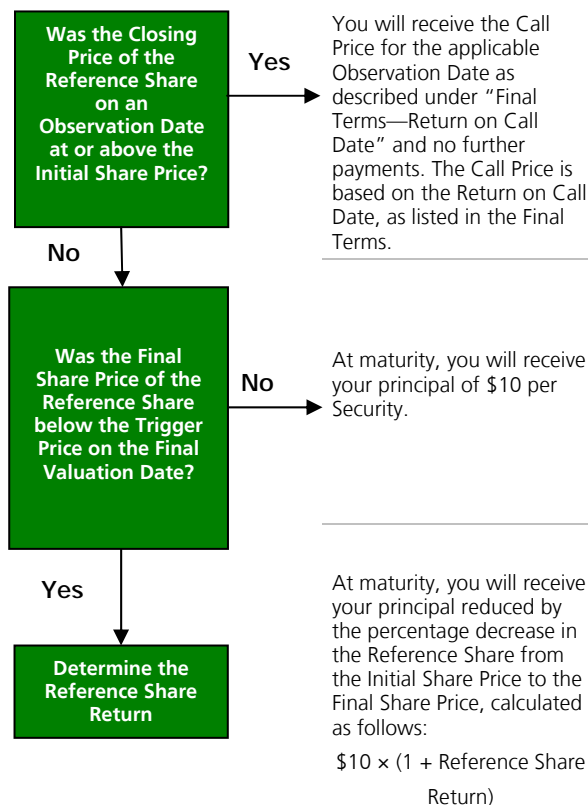 Was the Closing
Price of the
Reference Share
on an
Observation Date
at or above the
Initial Share Price?
Yes
You will receive the Call
Price for the applicable
Observation Date as
described under “Final
Terms—Return on Call
Date” and no further
payments. The Call Price is
based on the Return on Call
Date, as listed in the Final
Terms.
No
Was the Final
Share Price of the
Reference Share
below the Trigger
Price on the Final
Valuation Date?
No
At maturity, you will receive
your principal of $10 per
Security.
Yes
Determine the
Reference Share
Return
At maturity, you will receive
your principal reduced by
the percentage decrease in
the Reference Share from
the Initial Share Price to the
Final Share Price, calculated
as follows:
$10 × (1 + Reference Share
Return)